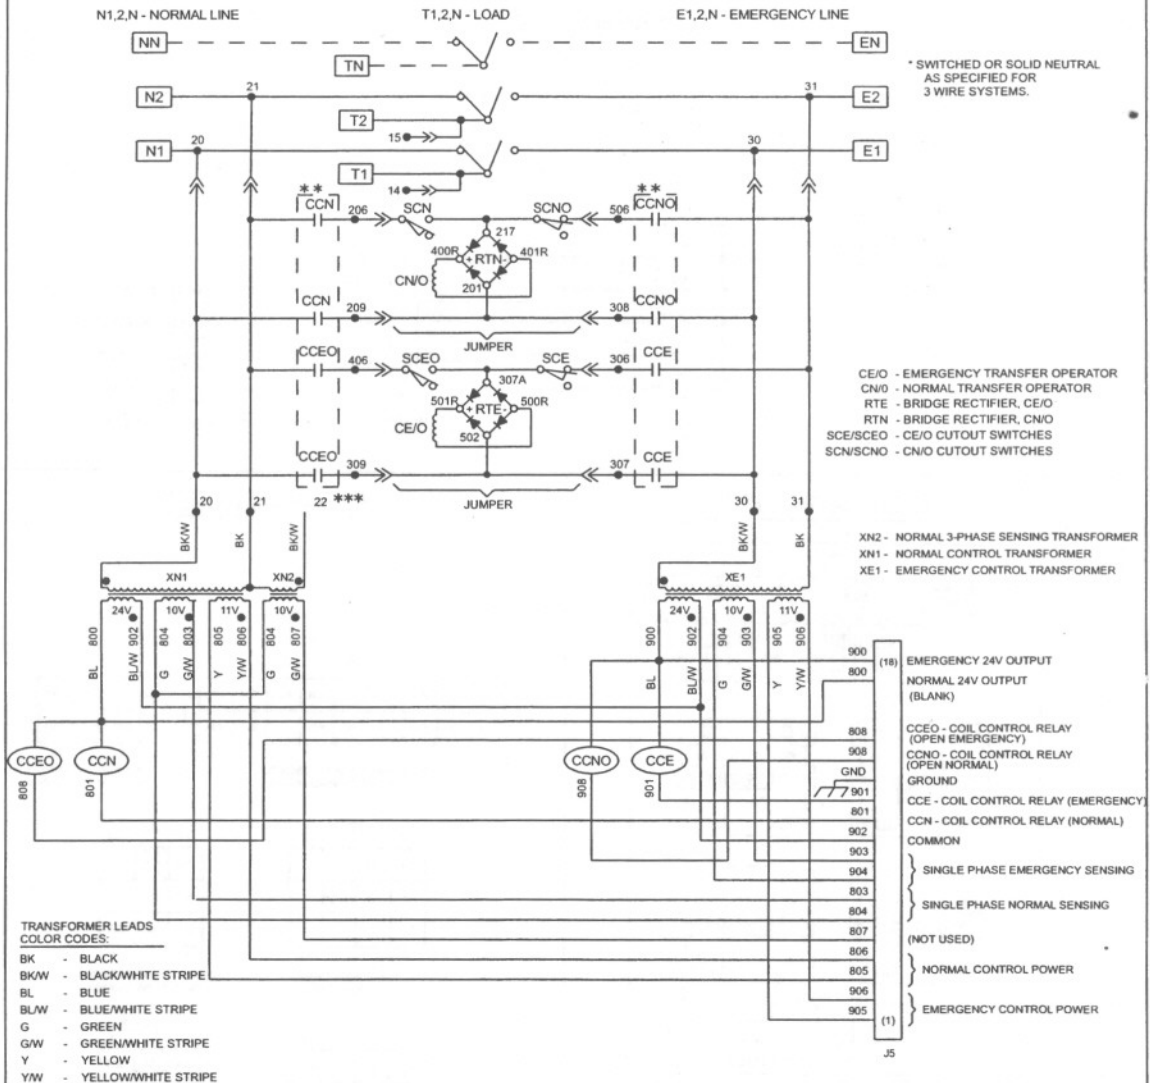 N1,2,N - NORMAL LINE T1,2,N - LOAD E1,2,N - EMERGENCY LINE
NN EN
TN
* SWITCHED OR SOLID NEUTRAL
AS SPECIFIED FOR
3 WIRE SYSTEMS.
21 31
N2 E2
T2
15
20 30
N1 E1
T1
14
** **
CCN 206 SCN SCNO 506 CCNO
217
400R + RTN - 401R
CN/O
201
CCN 209 308 CCNO
JUMPER
CCEO 406 SCEO SCE 306 CCE
307A
501R + RTE - 500R
CE/O
502
CCEO 309 307 CCE
JUMPER
CE/O - EMERGENCY TRANSFER OPERATOR
CN/0 - NORMAL TRANSFER OPERATOR
RTE - BRIDGE RECTIFIER, CE/O
RTN - BRIDGE RECTIFIER, CN/O
SCE/SCEO - CE/O CUTOUT SWITCHES
SCN/SCNO - CN/O CUTOUT SWITCHES
20 21 22 *** 30 31
BK/W BK BK/W BK/W BK
XN2 - NORMAL 3-PHASE SENSING TRANSFORMER
XN1 - NORMAL CONTROL TRANSFORMER
XE1 - EMERGENCY CONTROL TRANSFORMER
XN1 XN2 XE1
24V 10V 11V 10V 24V 10V 11V
800 902 804 803 805 806 804 807 900 902 904 903 905 906
BL BL/W G G/W Y Y/W G G/W BL BL/W G G/W Y Y/W
900 (18) EMERGENCY 24V OUTPUT
800 NORMAL 24V OUTPUT
(BLANK)
808 CCEO - COIL CONTROL RELAY
(OPEN EMERGENCY)
908 CCNO - COIL CONTROL RELAY
(OPEN NORMAL)
CCEO CCN CCNO CCE
808 801 908 901
GND GROUND
901 CCE - COIL CONTROL RELAY (EMERGENCY)
801 CCN - COIL CONTROL RELAY (NORMAL)
902 COMMON
903
904 SINGLE PHASE EMERGENCY SENSING
803
804 SINGLE PHASE NORMAL SENSING
807 (NOT USED)
806
805 NORMAL CONTROL POWER
906
905 (1) EMERGENCY CONTROL POWER
J5
TRANSFORMER LEADS
COLOR CODES:
BK - BLACK
BK/W - BLACK/WHITE STRIPE
BL - BLUE
BL/W - BLUE/WHITE STRIPE
G - GREEN
G/W - GREEN/WHITE STRIPE
Y - YELLOW
Y/W - YELLOW/WHITE STRIPE